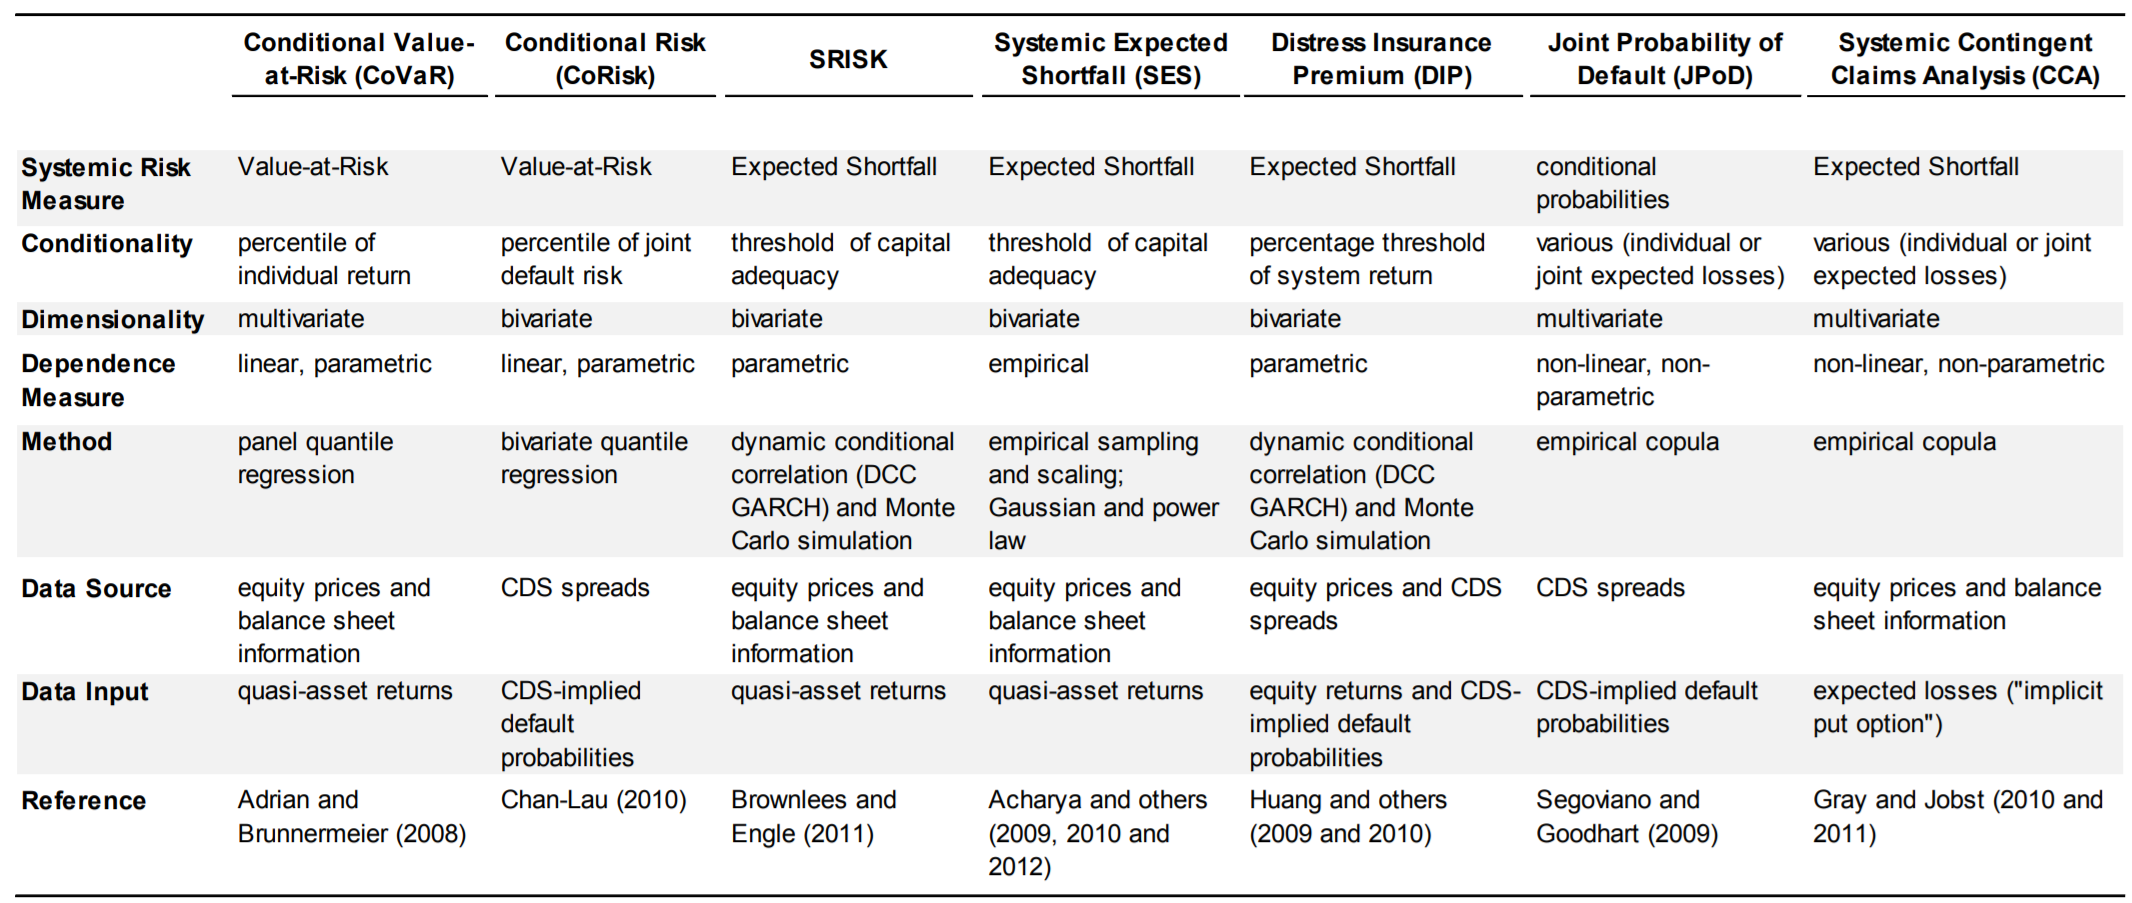 Conditional Value-at-Risk (CoVaR) Conditional Risk (CoRisk) SRISK Systemic Expected Shortfall (SES) Distress Insurance Premium (DIP) Joint Probability of Default (JPoD) Systemic Contingent Claims Analysis (CCA)
Systemic Risk Measure Value-at-Risk Value-at-Risk Expected Shortfall Expected Shortfall Expected Shortfall conditional probabilities Expected Shortfall
Conditionality percentile of individual return percentile of joint default risk threshold of capital adequacy threshold of capital adequacy percentage threshold of system return various (individual or joint expected losses) various (individual or joint expected losses)
Dimensionality multivariate bivariate bivariate bivariate bivariate multivariate multivariate
Dependence Measure linear, parametric linear, parametric parametric empirical parametric non-linear, non-parametric non-linear, non-parametric
Method panel quantile regression bivariate quantile regression dynamic conditional correlation (DCC GARCH) and Monte Carlo simulation empirical sampling and scaling; Gaussian and power law dynamic conditional correlation (DCC GARCH) and Monte Carlo simulation empirical copula empirical copula
Data Source equity prices and balance sheet information CDS spreads equity prices and balance sheet information equity prices and balance sheet information equity prices and CDS spreads CDS spreads equity prices and balance sheet information
Data Input quasi-asset returns CDS-implied default probabilities quasi-asset returns quasi-asset returns equity returns and CDS-implied default probabilities CDS-implied default probabilities expected losses ("implicit put option")
Reference Adrian and Brunnermeier (2008) Chan-Lau (2010) Brownlees and Engle (2011) Acharya and others (2009, 2010 and 2012) Huang and others (2009 and 2010) Segoviano and Goodhart (2009) Gray and Jobst (2010 and 2011)